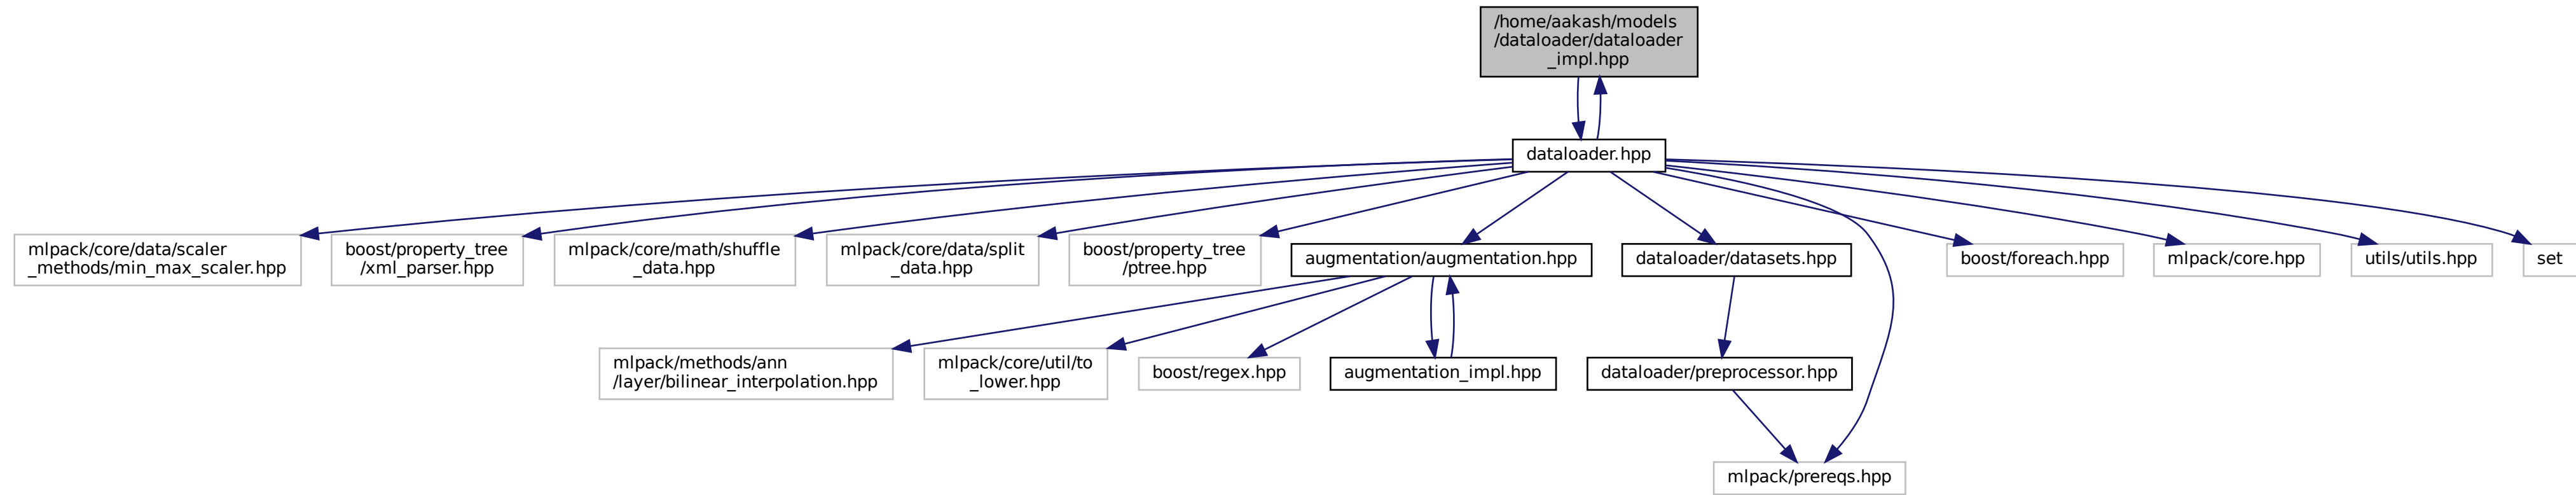 /home/aakash/models
/dataloader/dataloader
_impl.hpp
dataloader.hpp
mlpack/core/data/scaler
_methods/min_max_scaler.hpp
boost/property_tree
/xml_parser.hpp
mlpack/core/math/shuffle
_data.hpp
mlpack/core/data/split
_data.hpp
boost/property_tree
/ptree.hpp
augmentation/augmentation.hpp
dataloader/datasets.hpp
boost/foreach.hpp
mlpack/core.hpp
utils/utils.hpp
set
mlpack/methods/ann
/layer/bilinear_interpolation.hpp
mlpack/core/util/to
_lower.hpp
boost/regex.hpp
augmentation_impl.hpp
dataloader/preprocessor.hpp
mlpack/prereqs.hpp